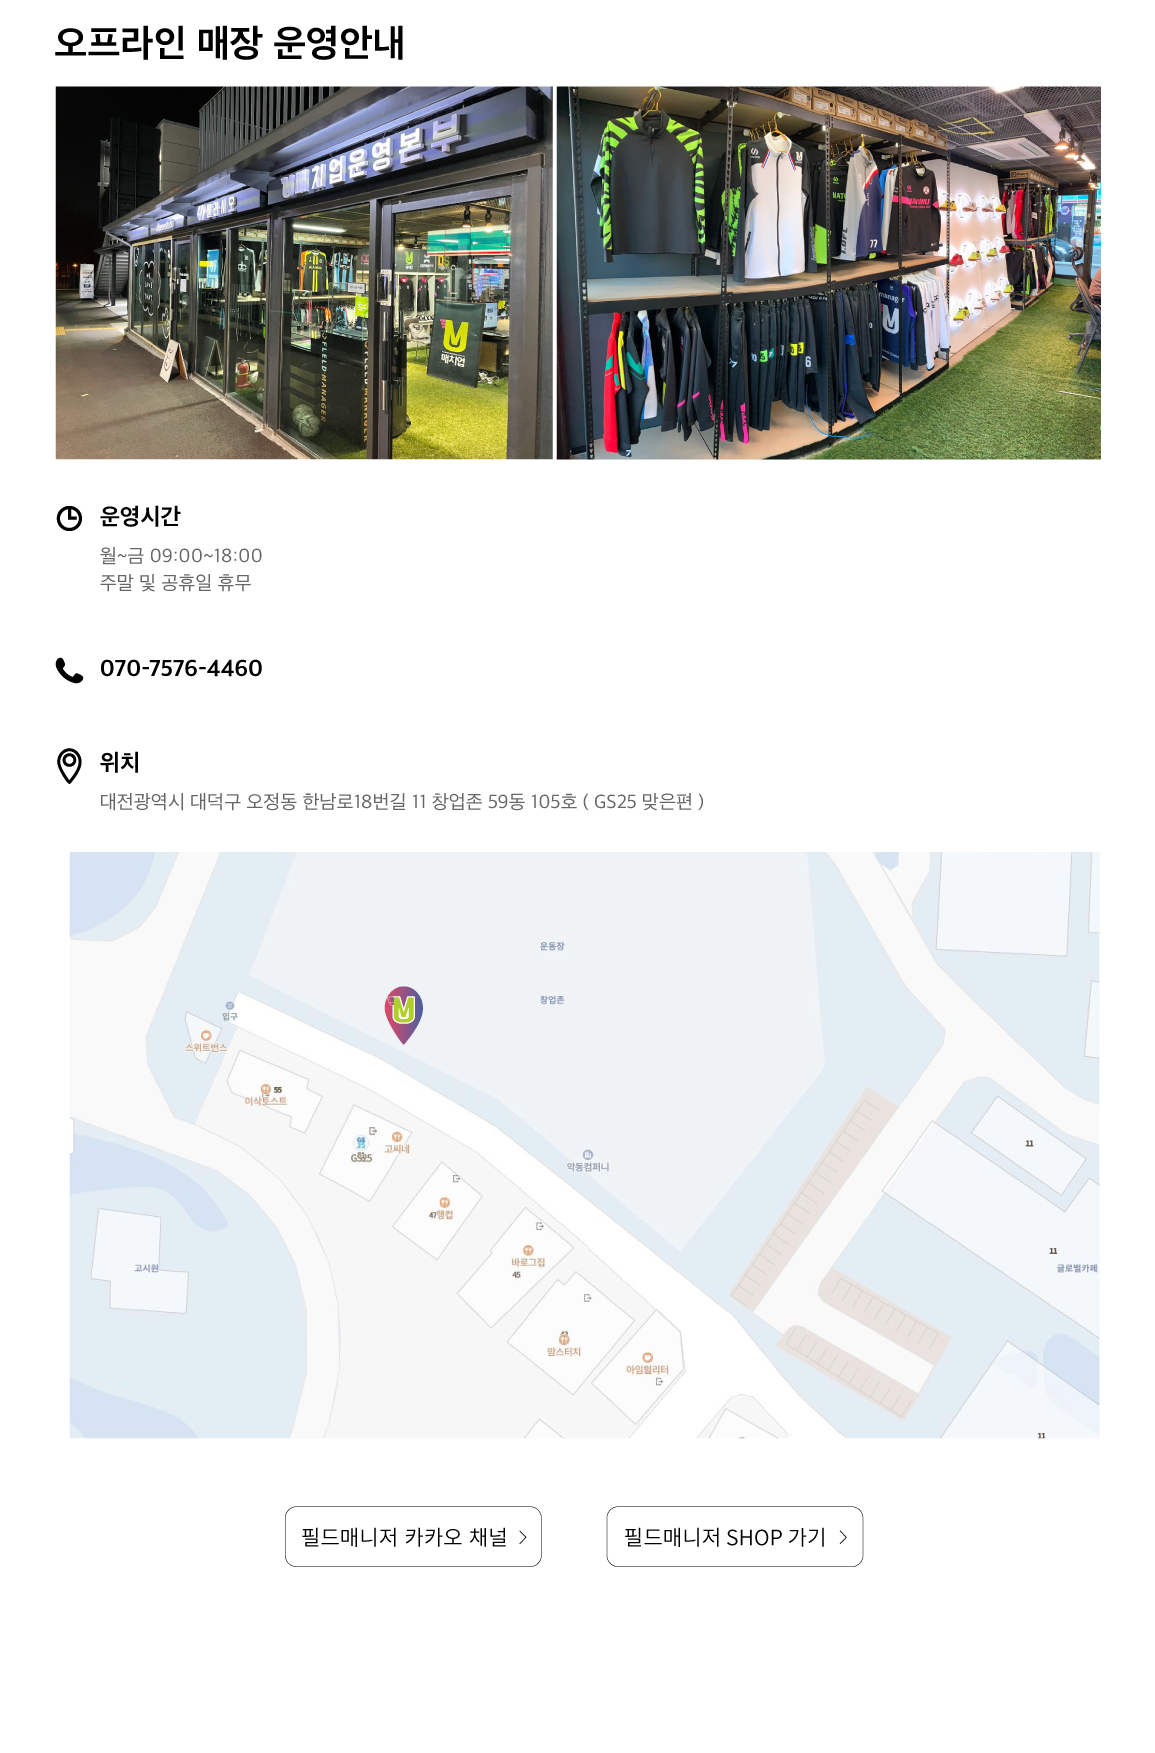 오프라인 매장 운영안내
매치업운영본부
매치업
FIELD MANAGER
77
운영시간
월~금 09:00~18:00
주말 및 공휴일 휴무
070-7576-4460
위치
대전광역시 대덕구 오정동 한남로18번길 11 창업존 59동 105호 ( GS25 맞은편 )
운동장
창업존
입구
스위트번스
55
이삭토스트
GS25
고씨네
악동컴퍼니
11
47
행컵
바로그집
45
11
글로벌카페
고시원
맘스터치
아임일리터
11
필드매니저 카카오 채널 >
필드매니저 SHOP 가기 >